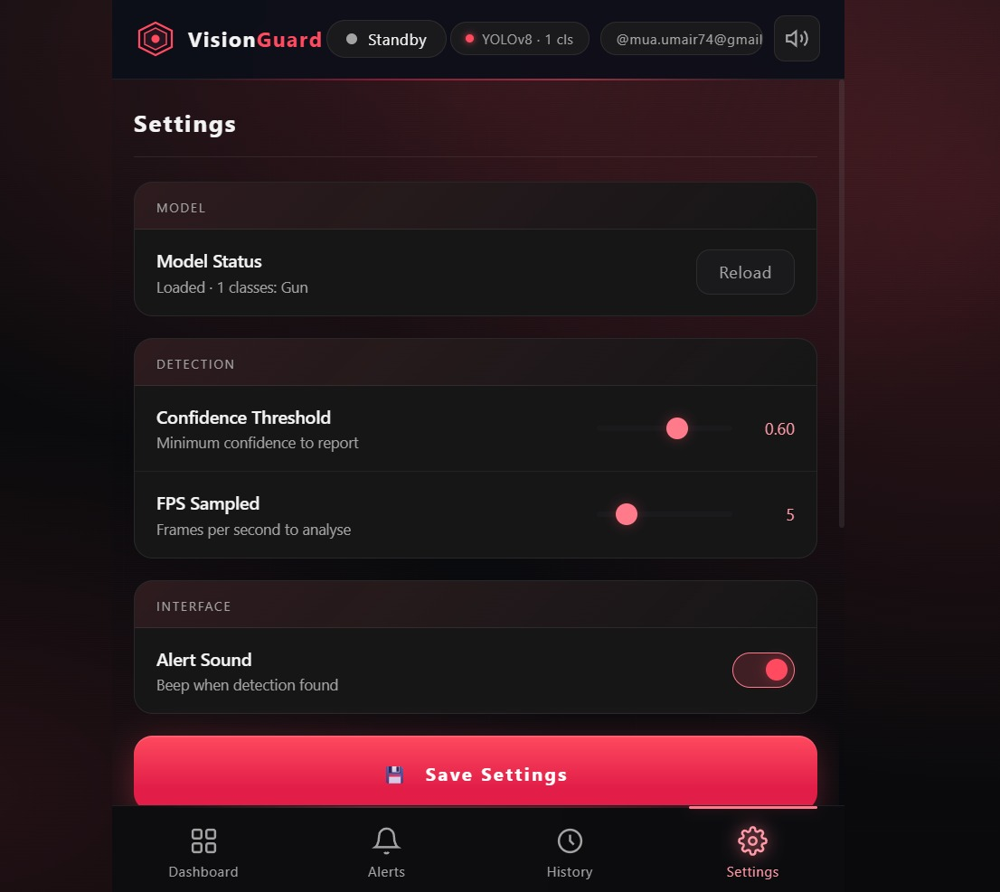 VisionGuard Standby YOLOv8 · 1 cls @mua.umair74@gmail
Settings
MODEL
Model Status
Loaded · 1 classes: Gun
Reload
DETECTION
Confidence Threshold
Minimum confidence to report
0.60
FPS Sampled
Frames per second to analyse
5
INTERFACE
Alert Sound
Beep when detection found
Save Settings
Dashboard Alerts History Settings